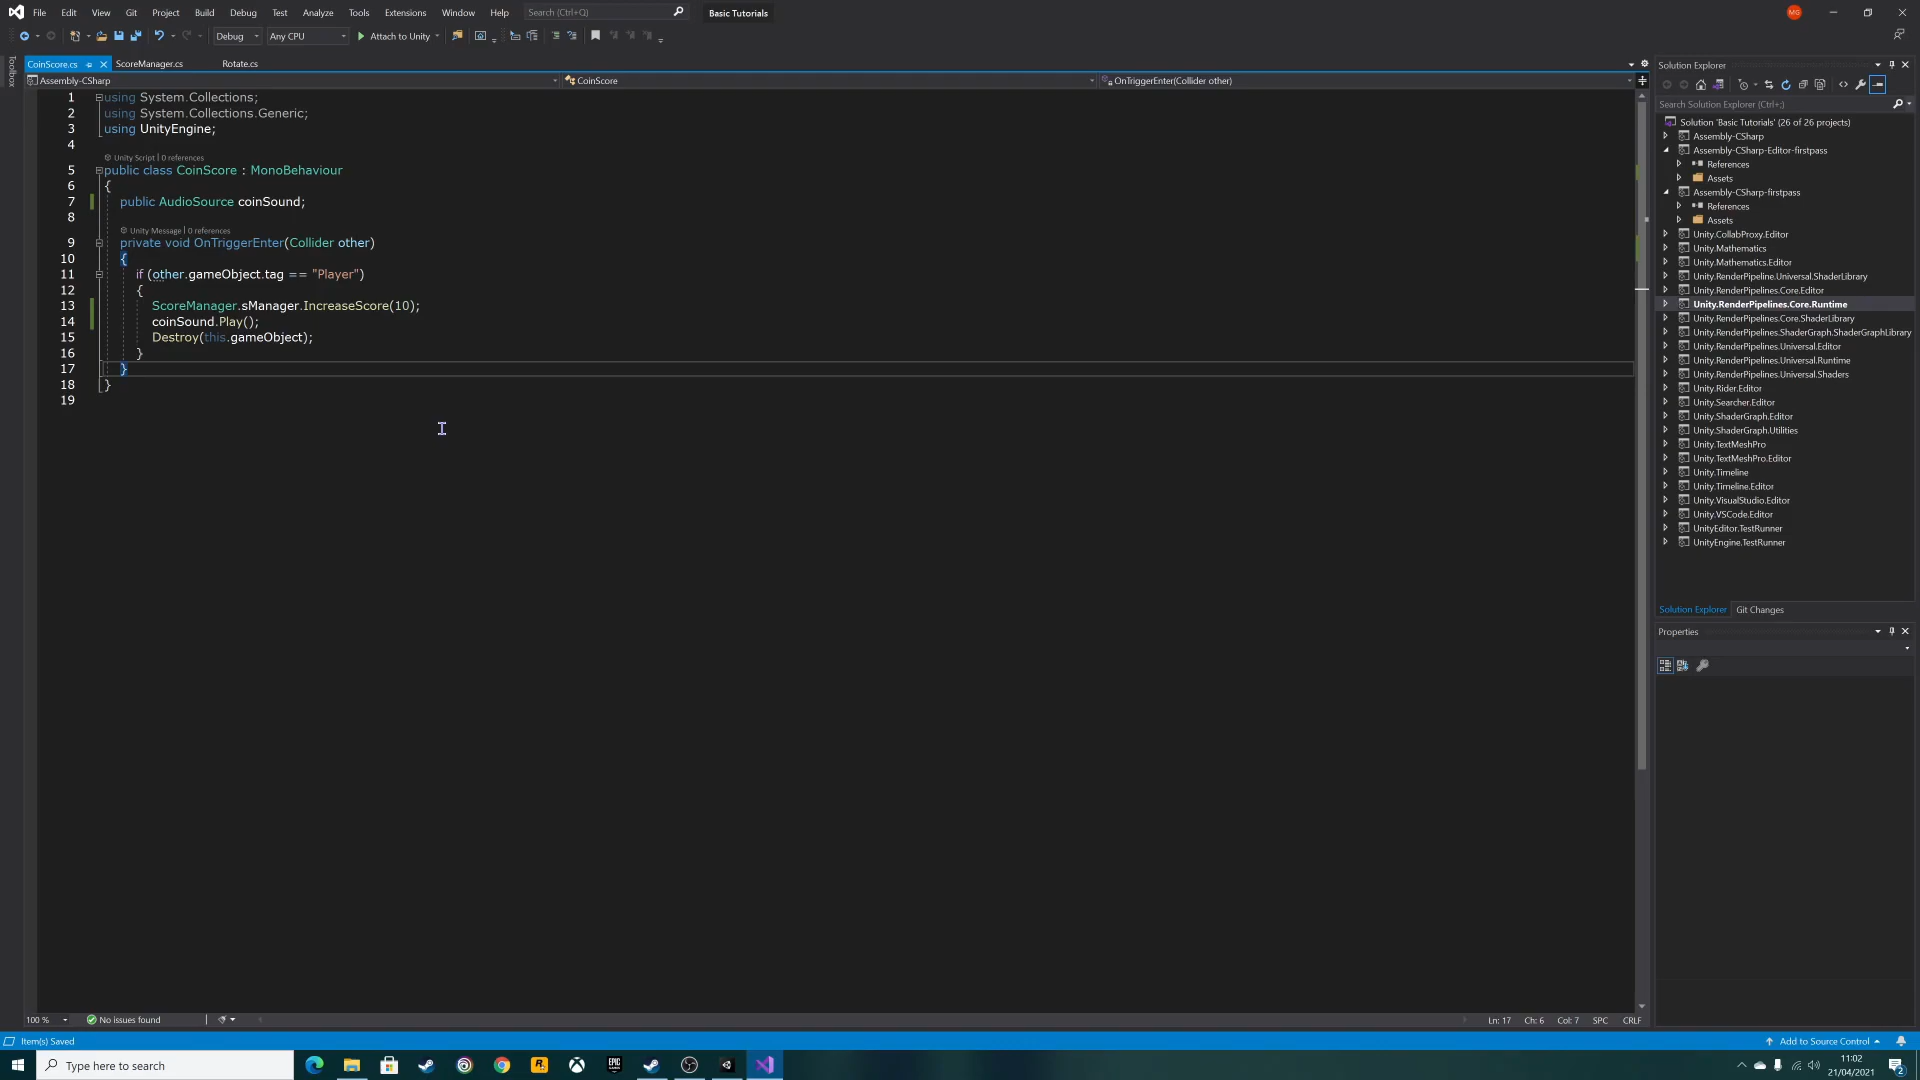 File Edit View Git Project Build Debug Test Analyze Tools Extensions Window Help Search (Ctrl+Q) Basic Tutorials MG
Debug Any CPU Attach to Unity
Toolbox
CoinScore.cs ScoreManager.cs Rotate.cs
Assembly-CSharp CoinScore OnTriggerEnter(Collider other)
1 using System.Collections;
2 using System.Collections.Generic;
3 using UnityEngine;
4
Unity Script | 0 references
5 public class CoinScore : MonoBehaviour
6 {
7 public AudioSource coinSound;
8
Unity Message | 0 references
9 private void OnTriggerEnter(Collider other)
10 {
11 if (other.gameObject.tag == "Player")
12 {
13 ScoreManager.sManager.IncreaseScore(10);
14 coinSound.Play();
15 Destroy(this.gameObject);
16 }
17 }
18 }
19
100 % No issues found Ln: 17 Ch: 6 Col: 7 SPC CRLF
Solution Explorer
Search Solution Explorer (Ctrl+;)
Solution 'Basic Tutorials' (26 of 26 projects)
Assembly-CSharp
Assembly-CSharp-Editor-firstpass
References
Assets
Assembly-CSharp-firstpass
References
Assets
Unity.CollabProxy.Editor
Unity.Mathematics
Unity.Mathematics.Editor
Unity.RenderPipeline.Universal.ShaderLibrary
Unity.RenderPipelines.Core.Editor
Unity.RenderPipelines.Core.Runtime
Unity.RenderPipelines.Core.ShaderLibrary
Unity.RenderPipelines.ShaderGraph.ShaderGraphLibrary
Unity.RenderPipelines.Universal.Editor
Unity.RenderPipelines.Universal.Runtime
Unity.RenderPipelines.Universal.Shaders
Unity.Rider.Editor
Unity.Searcher.Editor
Unity.ShaderGraph.Editor
Unity.ShaderGraph.Utilities
Unity.TextMeshPro
Unity.TextMeshPro.Editor
Unity.Timeline
Unity.Timeline.Editor
Unity.VisualStudio.Editor
Unity.VSCode.Editor
UnityEditor.TestRunner
UnityEngine.TestRunner
Solution Explorer Git Changes
Properties
Item(s) Saved Add to Source Control
Type here to search
EPIC GAMES
11:02
21/04/2021
2